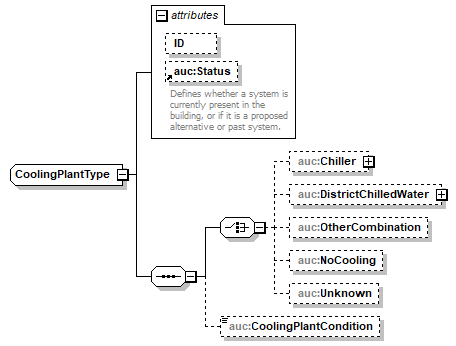 attributes
ID
auc:Status
Defines whether a system is
currently present in the
building, or if it is a proposed
alternative or past system.
CoolingPlantType
auc:Chiller
auc:DistrictChilledWater
auc:OtherCombination
auc:NoCooling
auc:Unknown
auc:CoolingPlantCondition